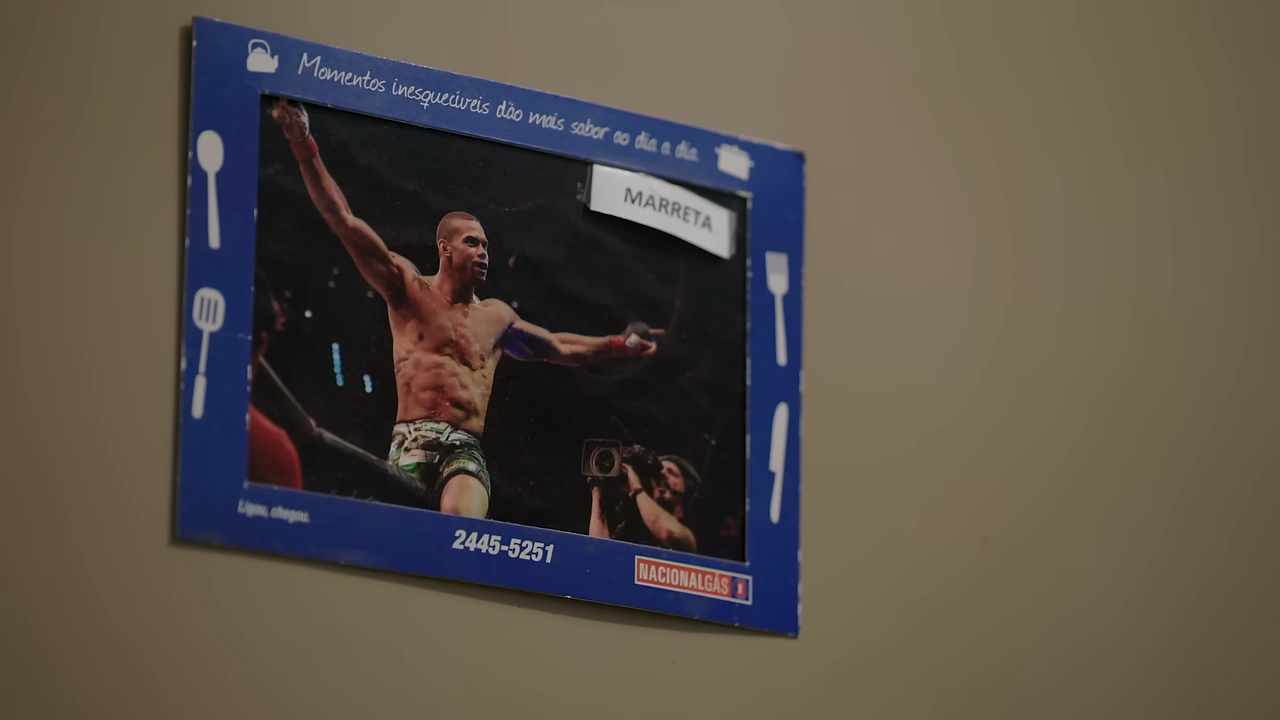 Momentos inesquecíveis dão mais sabor ao dia a dia.
MARRETA
Ligou, chegou.
2445-5251
NACIONALGÁS